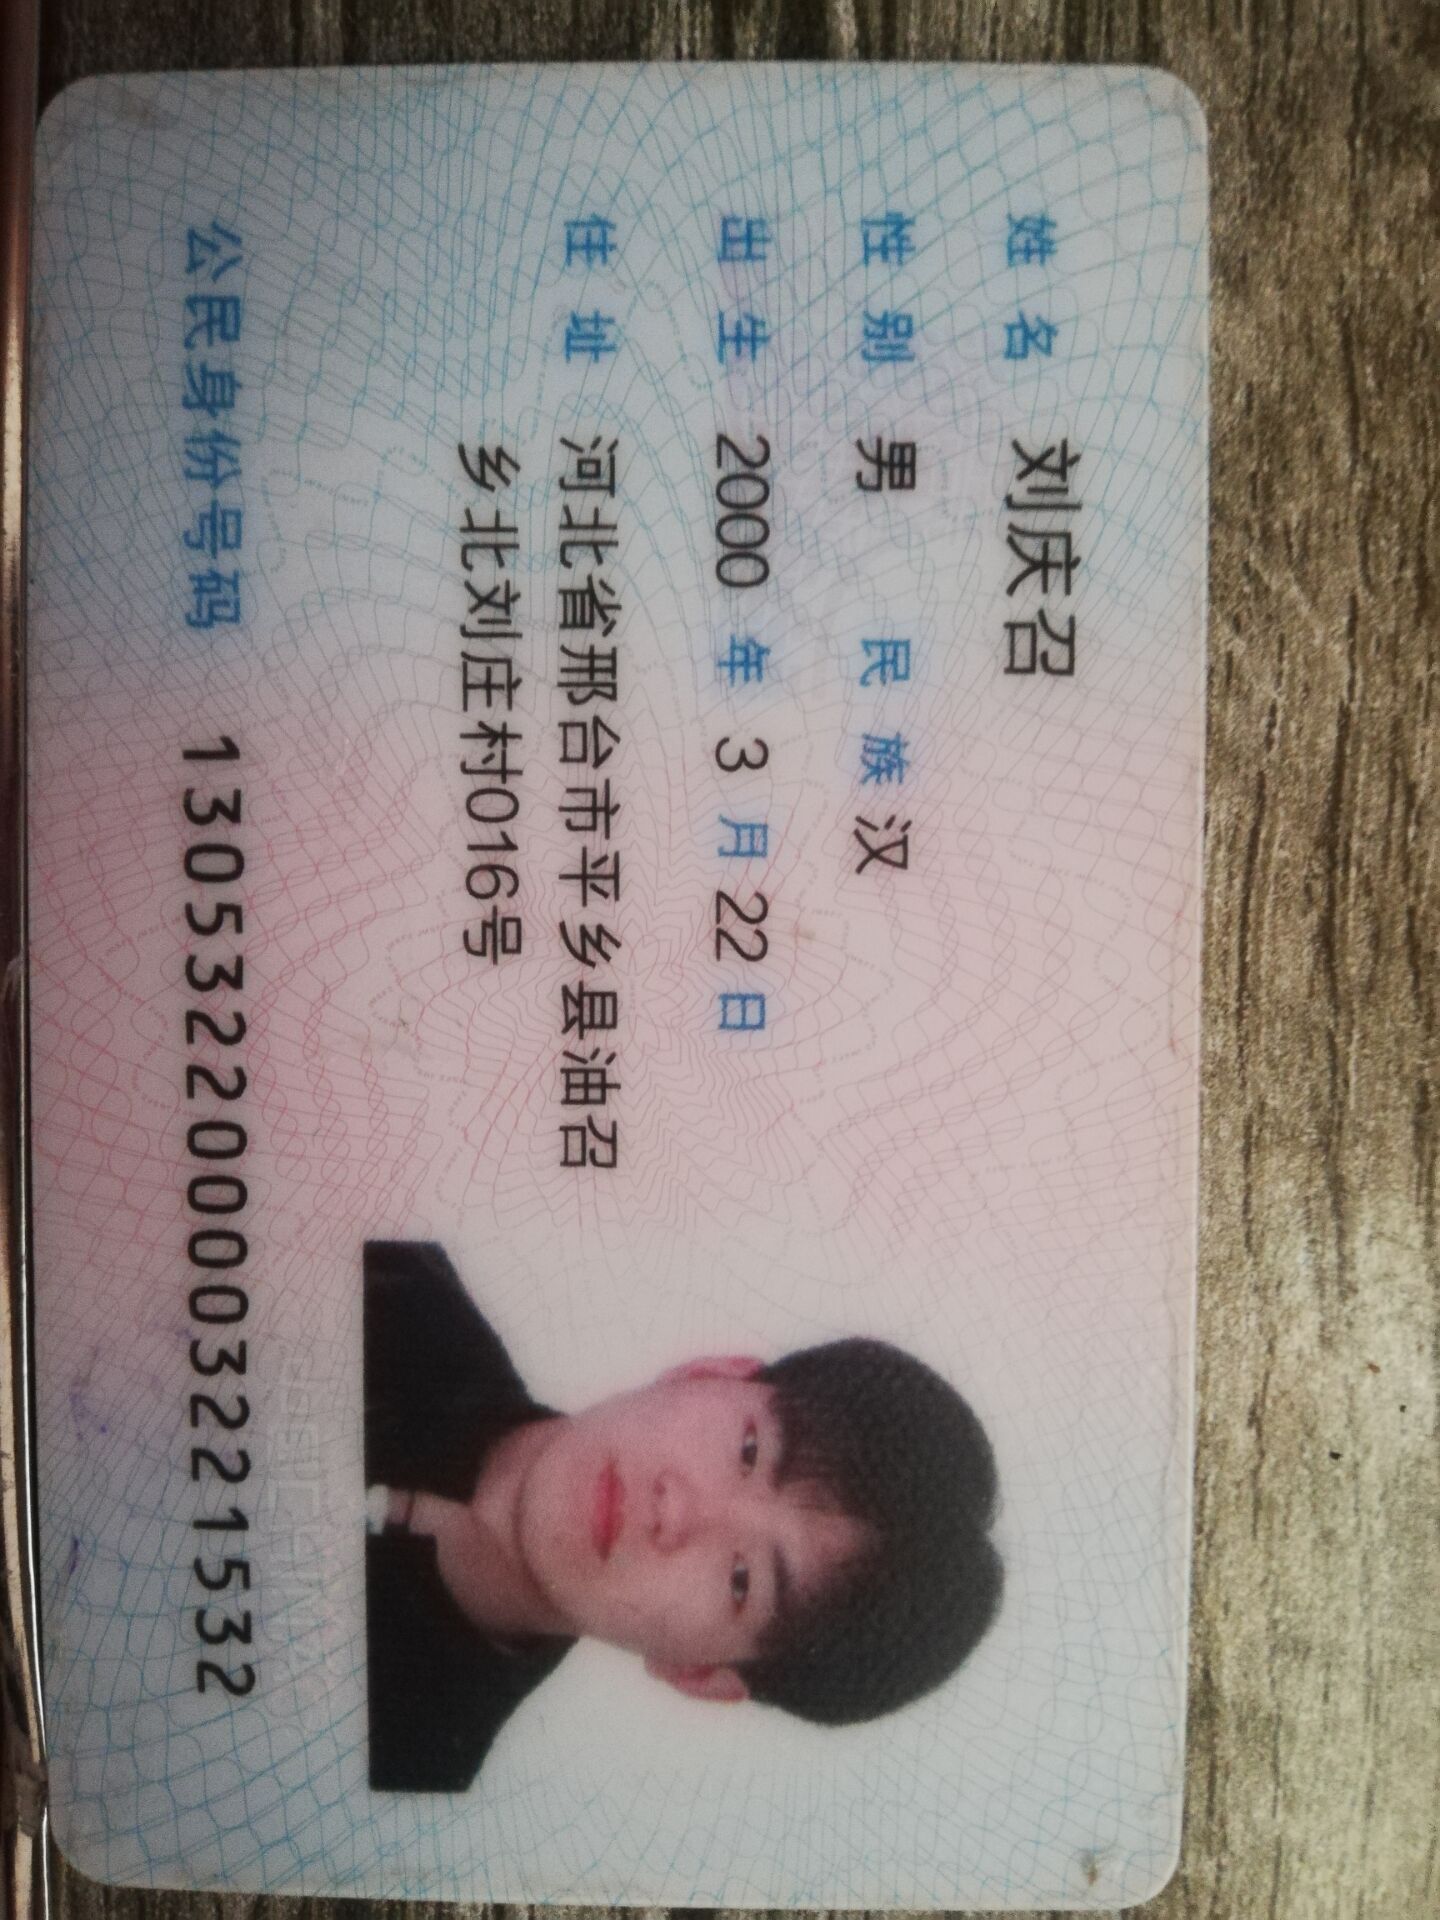 姓名 刘庆召
性别 男 民族 汉
出生 2000 年 3 月 22 日
住址 河北省邢台市平乡县油召
乡北刘庄村016号
公民身份号码 130532200003221532